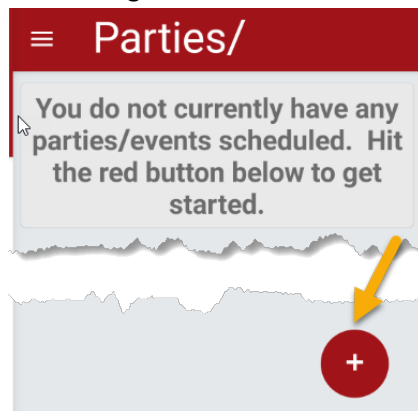 Parties/
You do not currently have any
parties/events scheduled. Hit
the red button below to get
started.
+